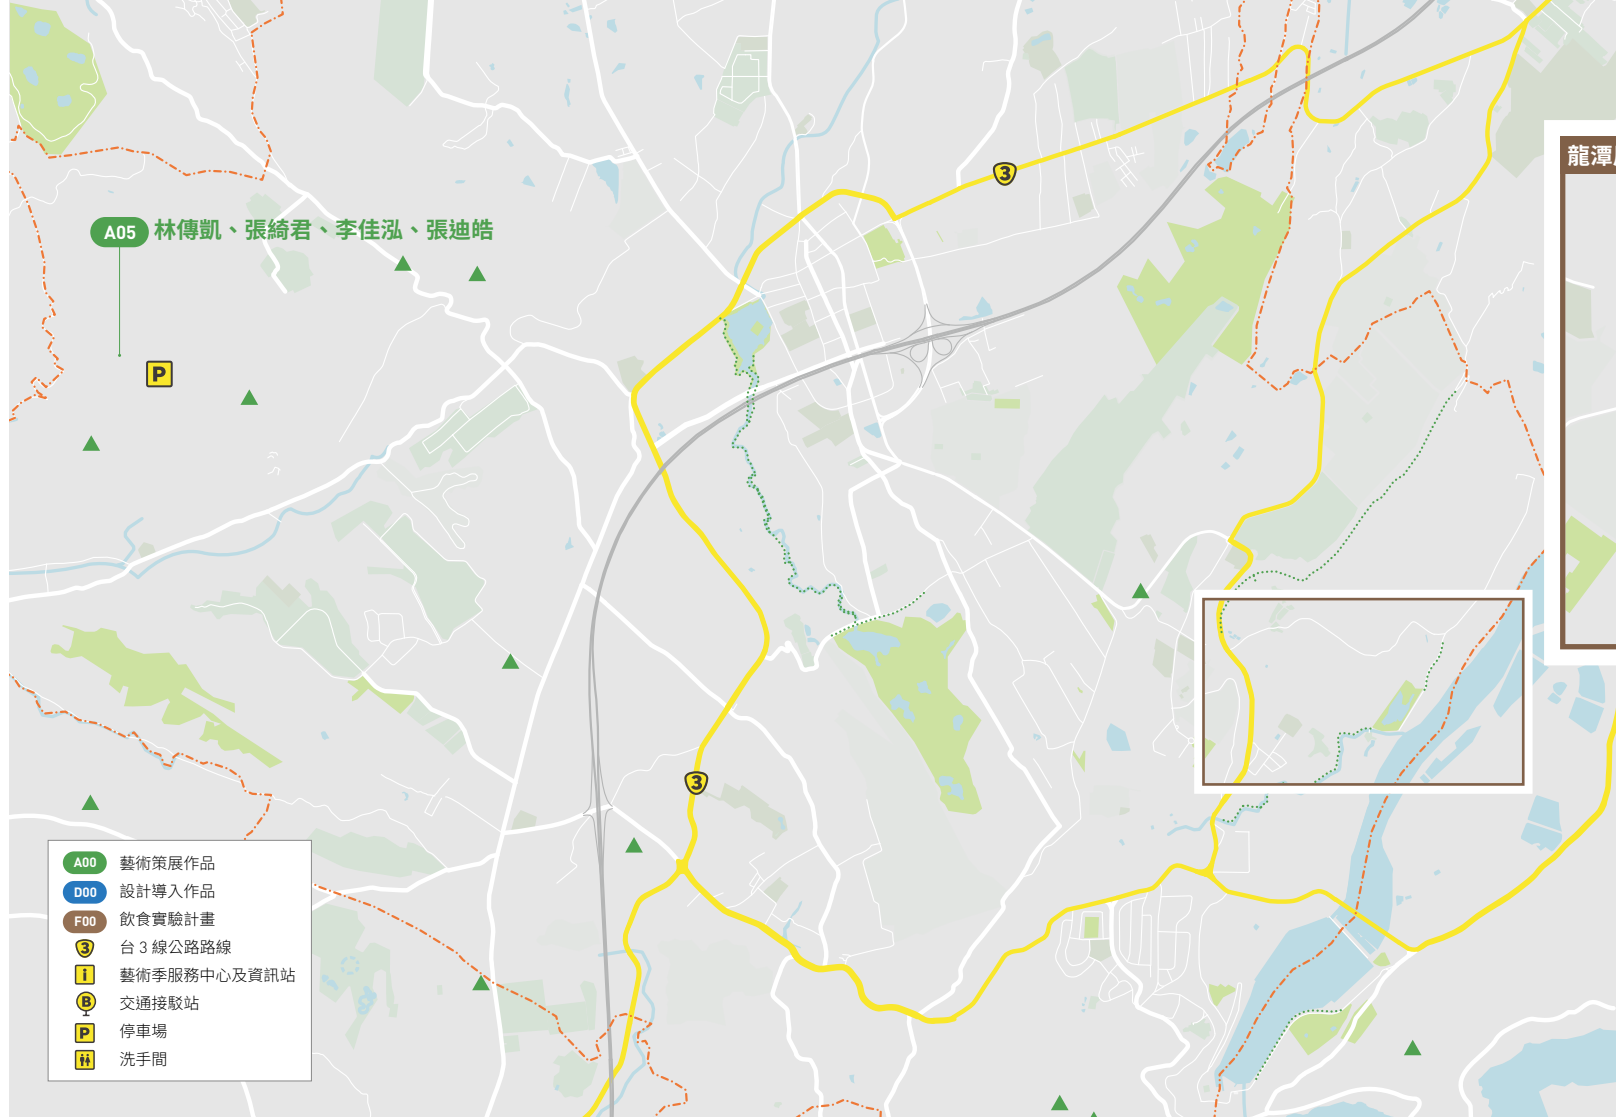 龍潭
3
A05 林傳凱、張綺君、李佳泓、張迪皓
P
3
A00 藝術策展作品
D00 設計導入作品
F00 飲食實驗計畫
3 台 3 線公路路線
i 藝術季服務中心及資訊站
B 交通接駁站
P 停車場
洗手間